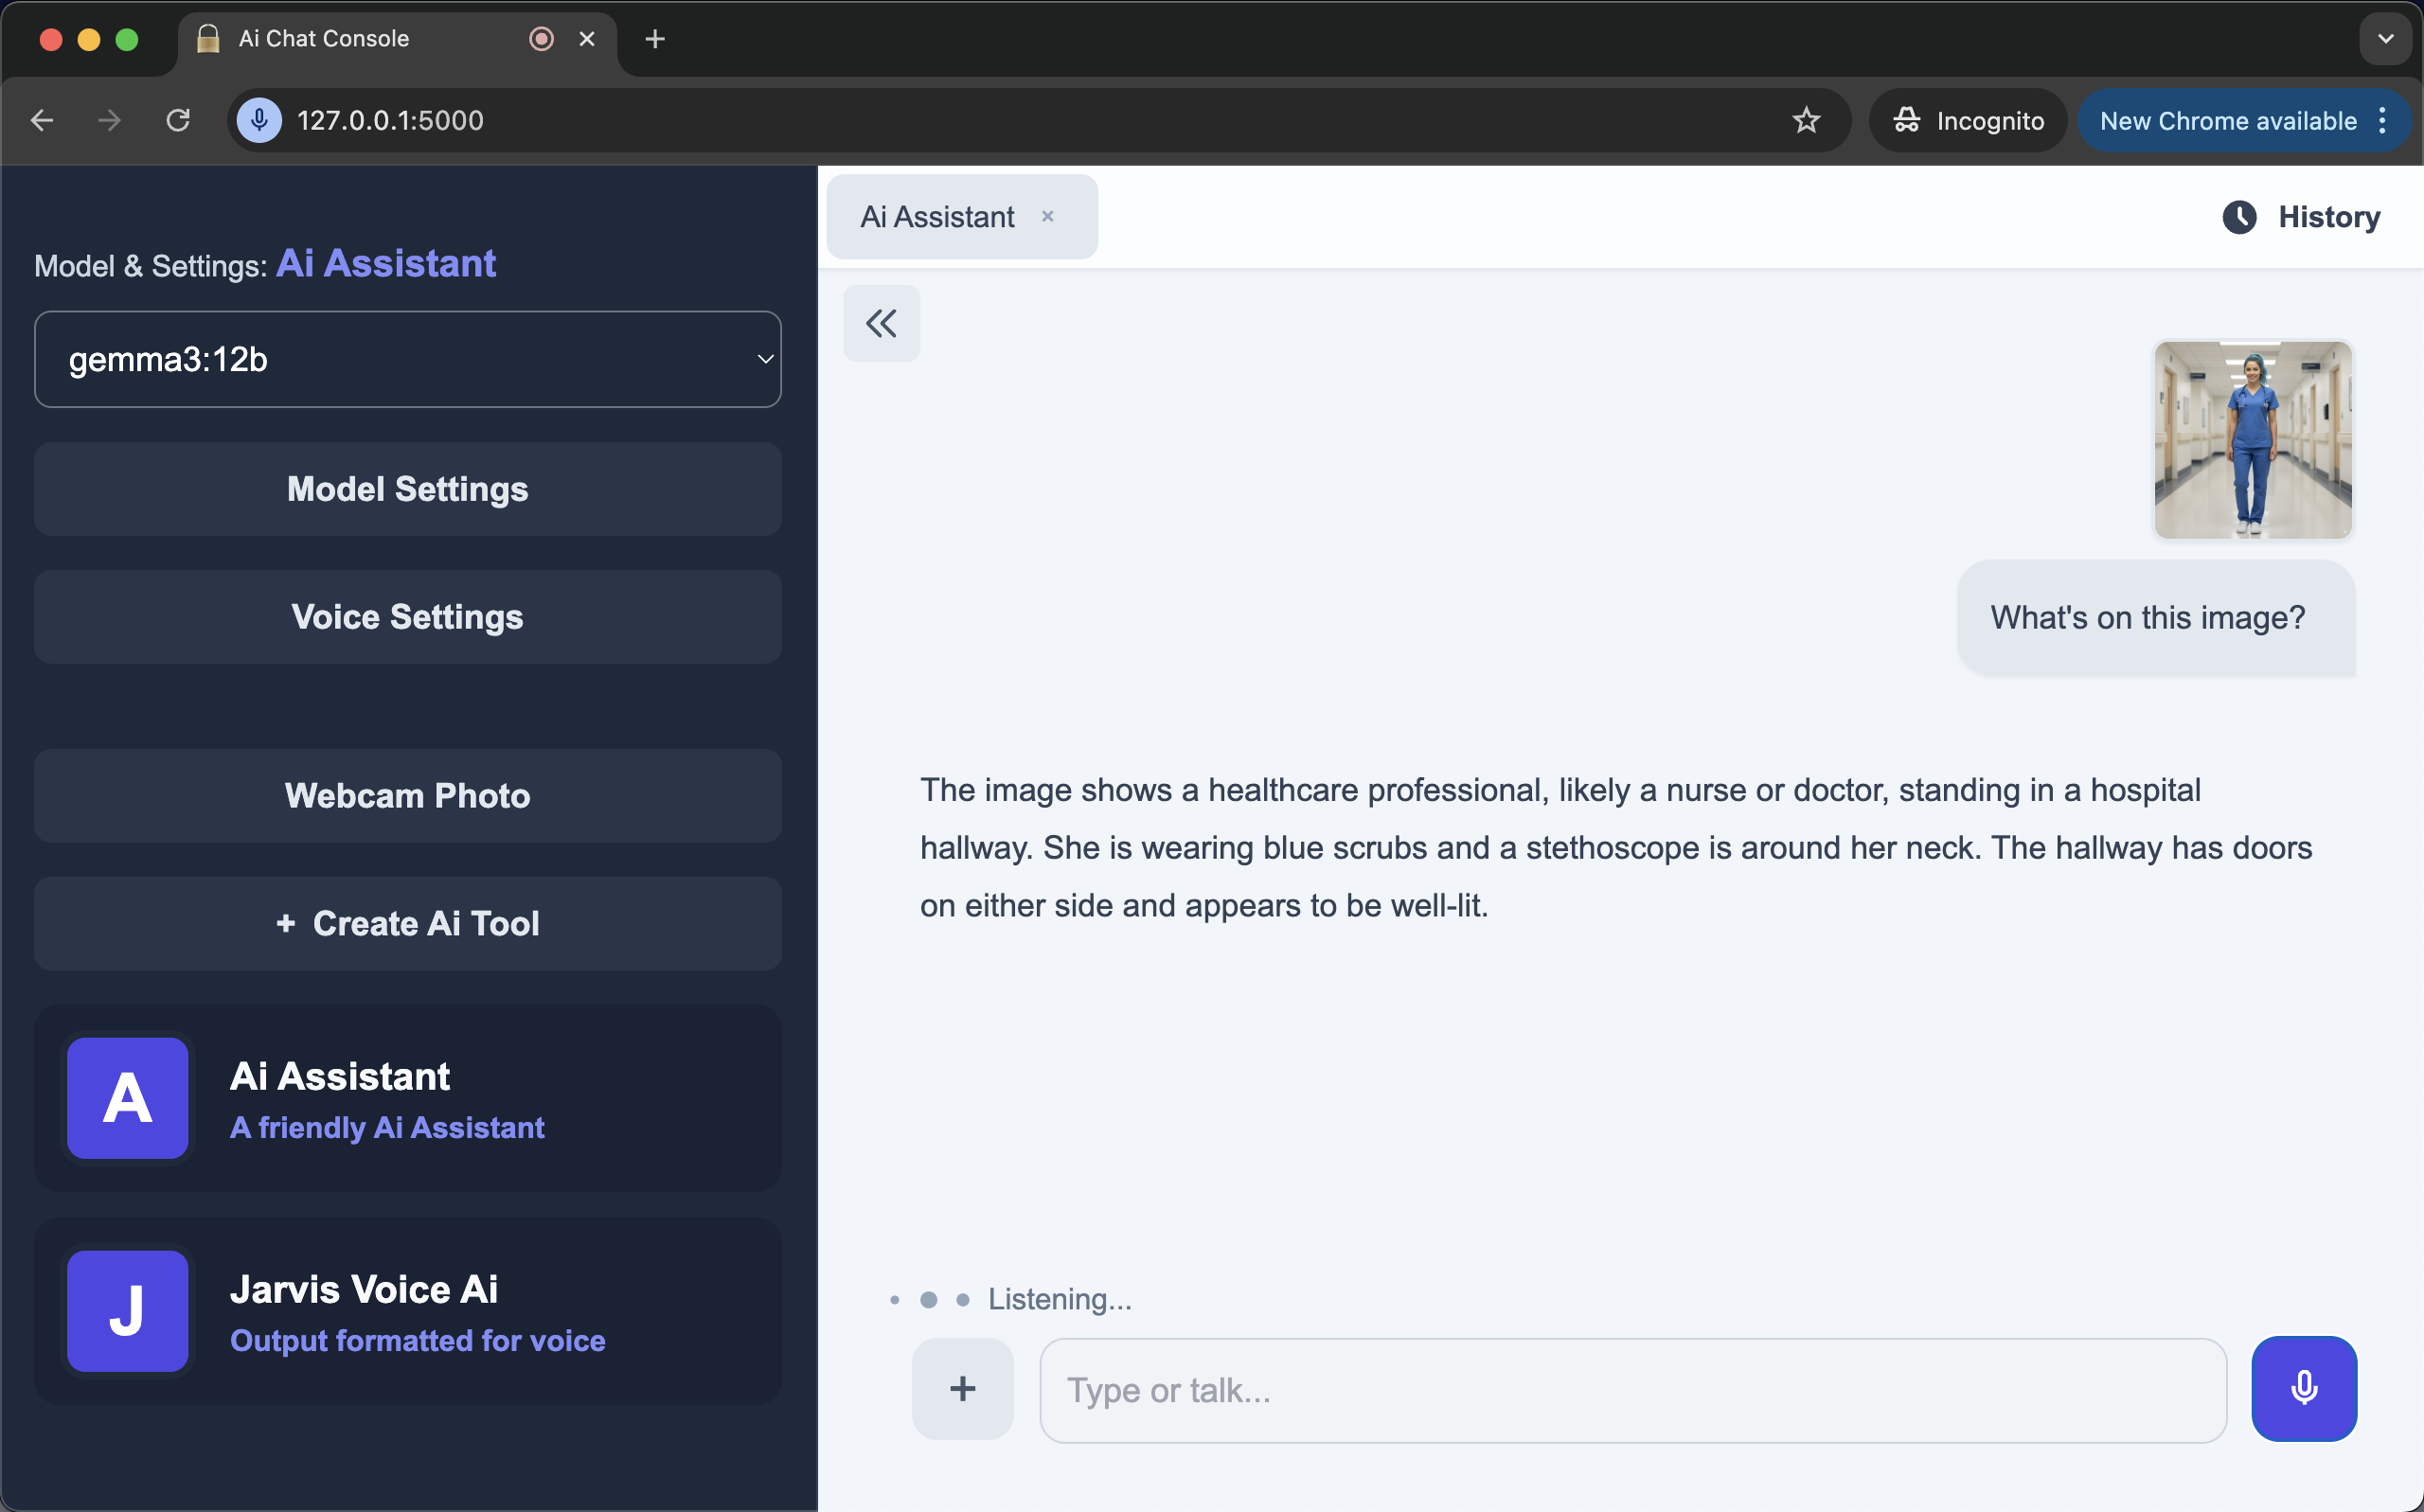 Ai Chat Console
127.0.0.1:5000
Incognito
New Chrome available
Model & Settings: Ai Assistant
gemma3:12b
Model Settings
Voice Settings
Webcam Photo
+ Create Ai Tool
A
Ai Assistant
A friendly Ai Assistant
J
Jarvis Voice Ai
Output formatted for voice
Ai Assistant ×
History
What's on this image?
The image shows a healthcare professional, likely a nurse or doctor, standing in a hospital
hallway. She is wearing blue scrubs and a stethoscope is around her neck. The hallway has doors
on either side and appears to be well-lit.
Listening...
Type or talk...